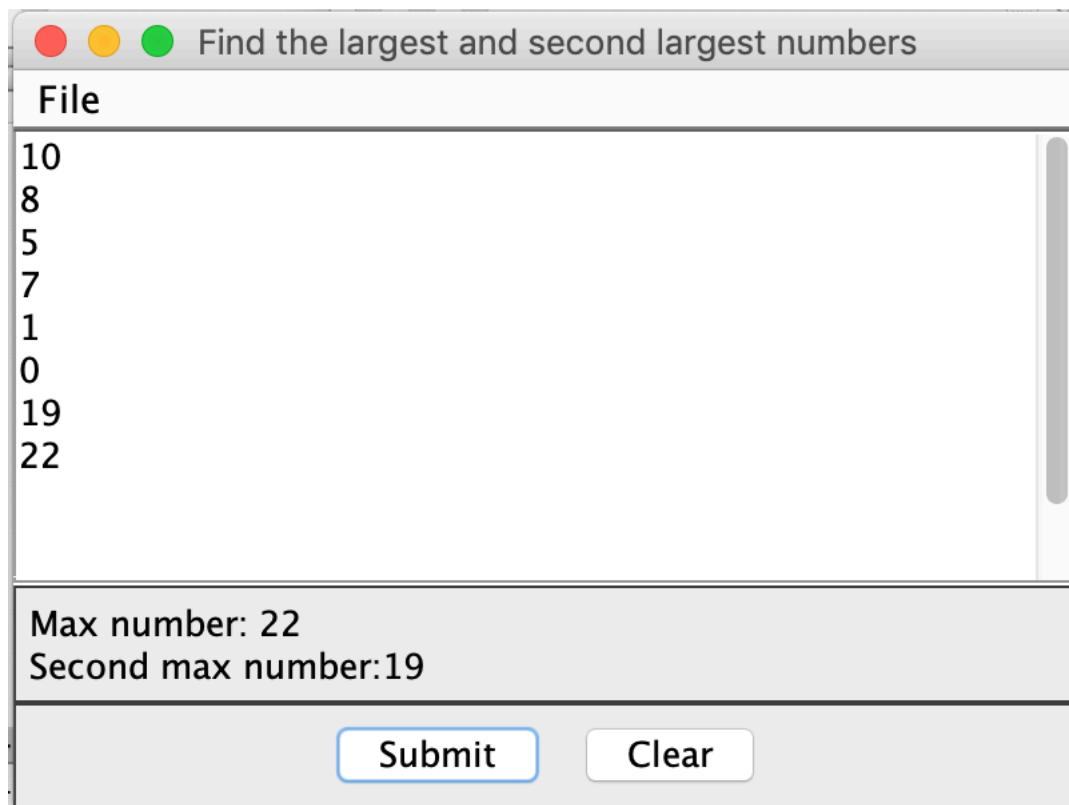 Find the largest and second largest numbers
File
10
8
5
7
1
0
19
22
Max number: 22
Second max number:19
Submit Clear